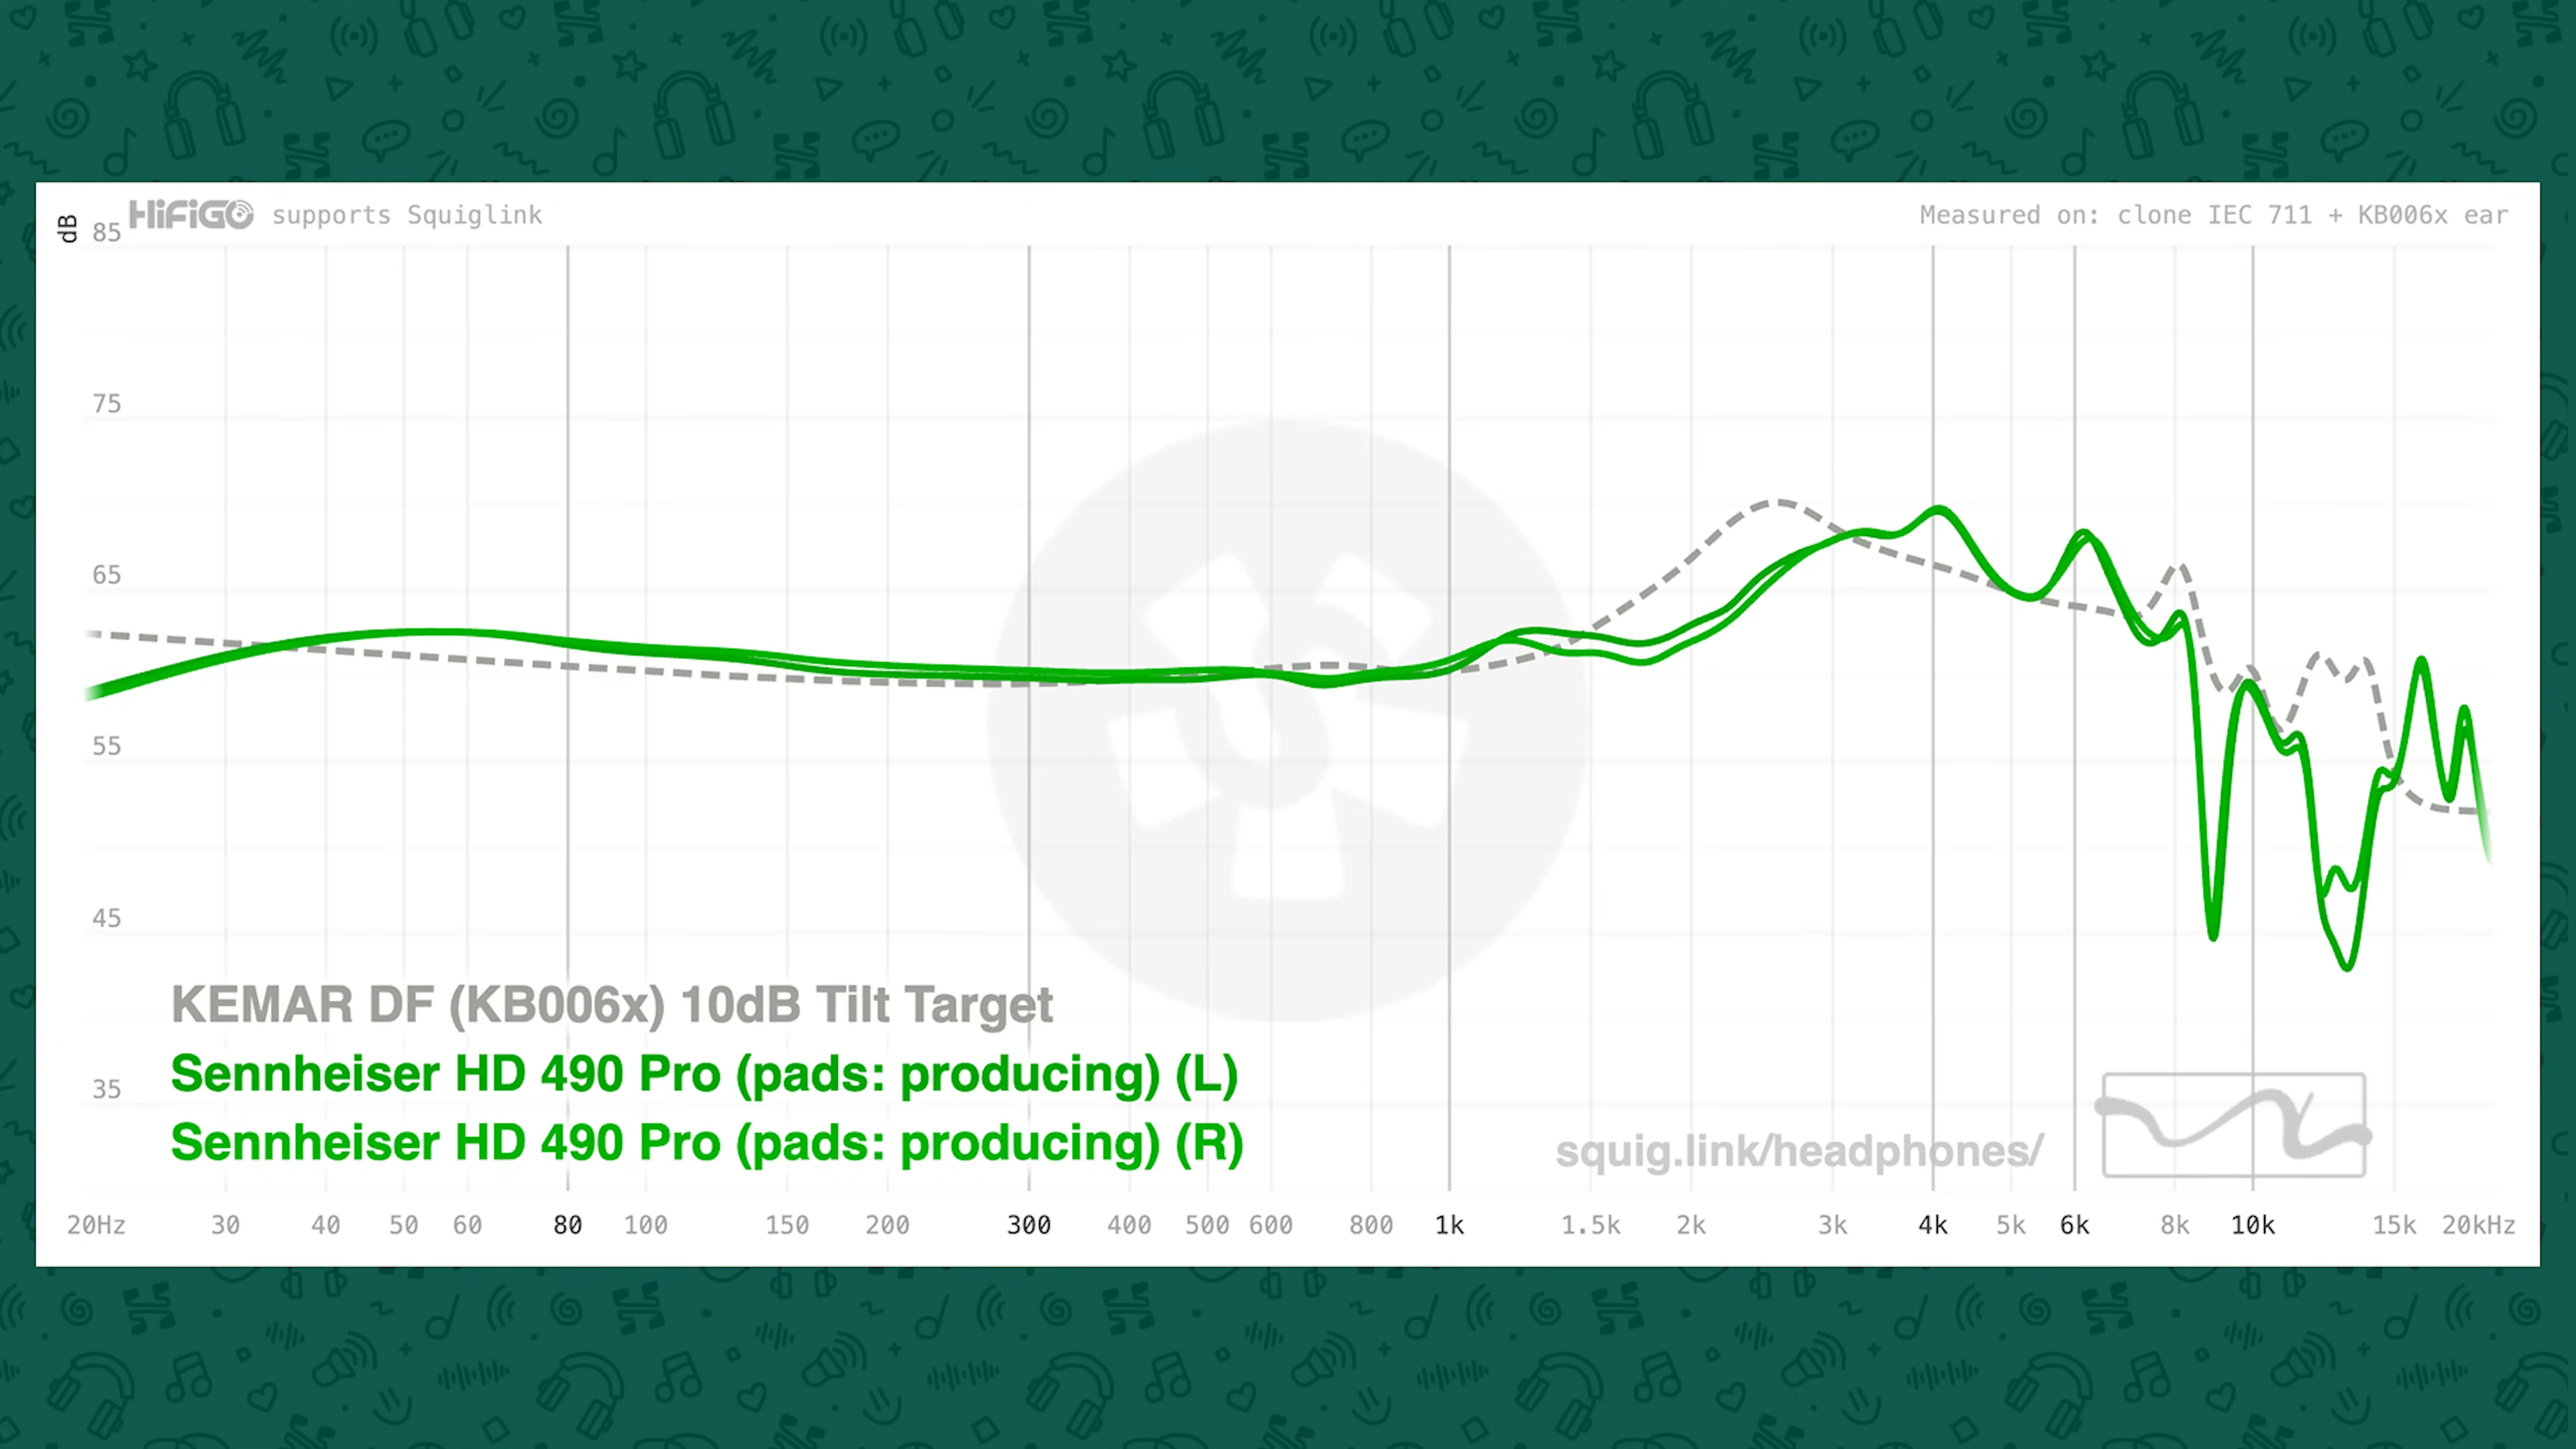 dB
85 HiFiGO supports Squiglink
Measured on: clone IEC 711 + KB006x ear
75
65
55
45
35
KEMAR DF (KB006x) 10dB Tilt Target
Sennheiser HD 490 Pro (pads: producing) (L)
Sennheiser HD 490 Pro (pads: producing) (R)
squig.link/headphones/
20Hz 30 40 50 60 80 100 150 200 300 400 500 600 800 1k 1.5k 2k 3k 4k 5k 6k 8k 10k 15k 20kHz